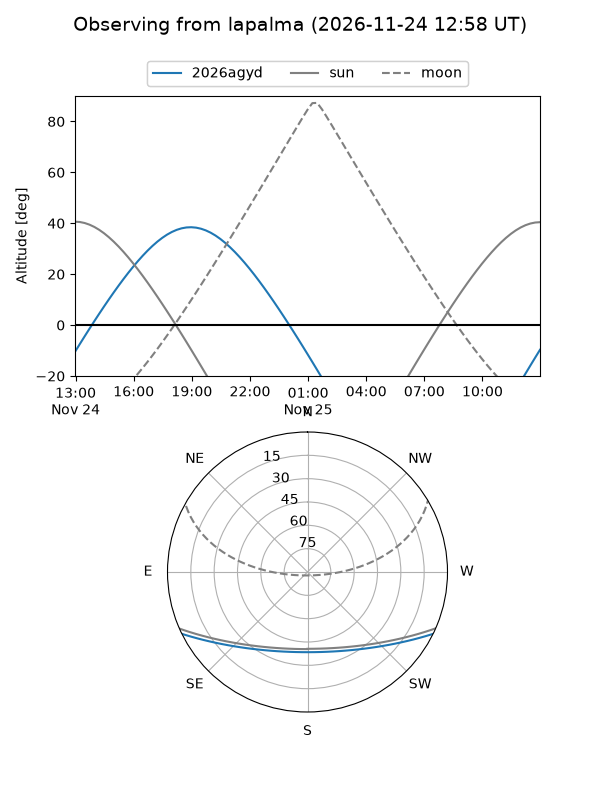 Observing from lapalma (2026-11-24 12:58 UT)
2026agyd sun moon
Altitude [deg]
80
60
40
20
0
−20
13:00 16:00 19:00 22:00 01:00 04:00 07:00 10:00
Nov 24 Nov 25
N
NE NW
15
30
45
60
75
E W
SE SW
S